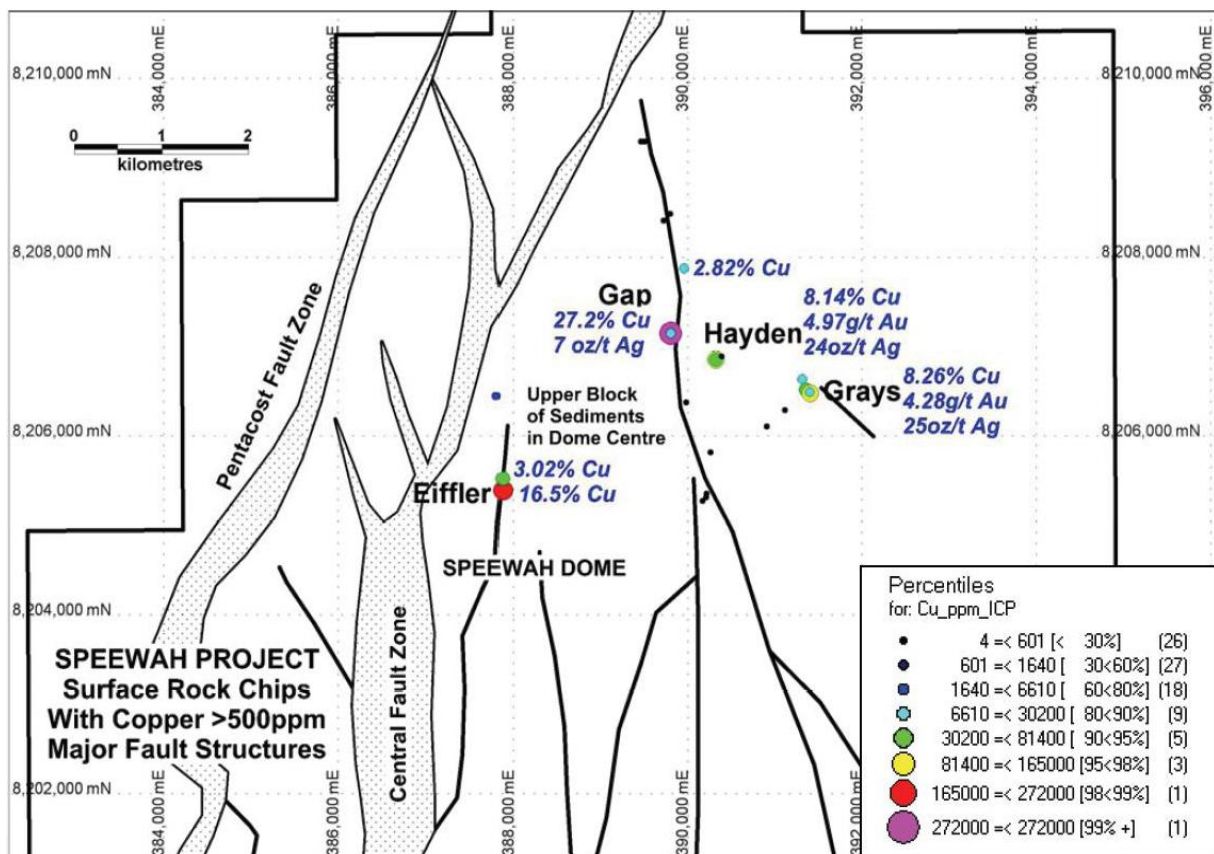 384,000 mE
386,000 mE
388,000 mE
390,000 mE
392,000 mE
394,000 mE
396,000 mE
8,210,000 mN
8,210,000 mN
0 1 2
kilometres
8,208,000 mN
8,208,000 mN
2.82% Cu
Gap
27.2% Cu
7 oz/t Ag
Hayden
8.14% Cu
4.97g/t Au
24oz/t Ag
Pentacost Fault Zone
Upper Block
of Sediments
in Dome Centre
Grays
8.26% Cu
4.28g/t Au
25oz/t Ag
8,206,000 mN
8,206,000 mN
3.02% Cu
Eiffler
16.5% Cu
SPEEWAH DOME
8,204,000 mN
Central Fault Zone
SPEEWAH PROJECT
Surface Rock Chips
With Copper >500ppm
Major Fault Structures
8,202,000 mN
384,000 mE
386,000 mE
388,000 mE
390,000 mE
392,000 mE
Percentiles
for: Cu_ppm_ICP
4 =< 601 [< 30%] (26)
601 =< 1640 [ 30<60%] (27)
1640 =< 6610 [ 60<80%] (18)
6610 =< 30200 [ 80<90%] (9)
30200 =< 81400 [ 90<95%] (5)
81400 =< 165000 [95<98%] (3)
165000 =< 272000 [98<99%] (1)
272000 =< 272000 [99% +] (1)